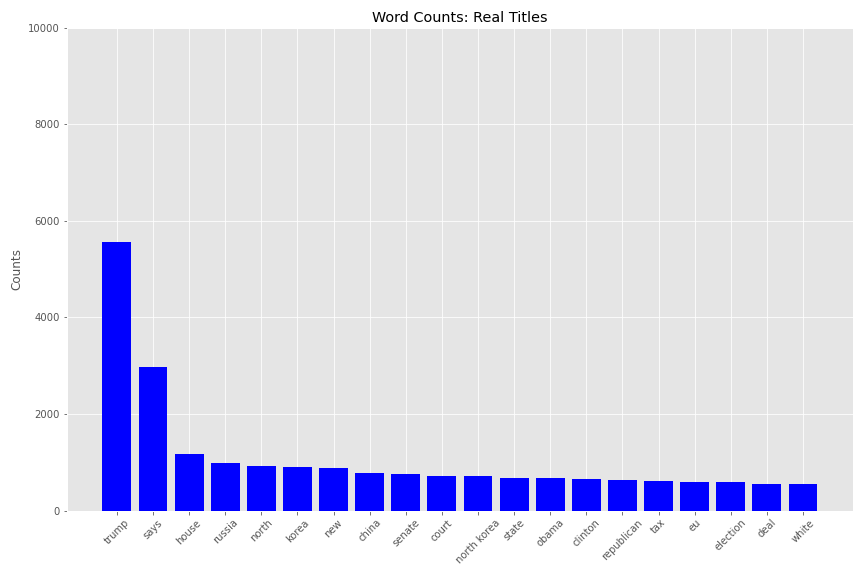 Word Counts: Real Titles
10000
8000
6000
4000
2000
0
Counts
trump
says
house
russia
north
korea
new
china
senate
court
north korea
state
obama
clinton
republican
tax
eu
election
deal
white